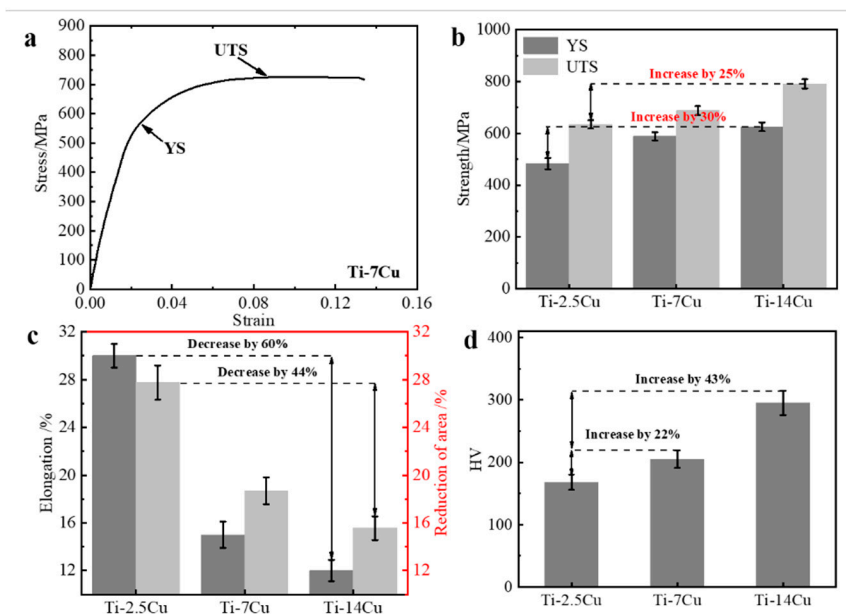 a
900
800
700
600
500
400
300
200
100
0
Stress/MPa
UTS
YS
Ti-7Cu
0.00
0.04
0.08
0.12
0.16
Strain
b
YS
UTS
Increase by 25%
Increase by 30%
1000
800
600
400
200
0
Strength/MPa
Ti-2.5Cu
Ti-7Cu
Ti-14Cu
c
32
28
24
20
16
12
Elongation /%
Decrease by 60%
Decrease by 44%
32
28
24
20
16
12
Reduction of area /%
Ti-2.5Cu
Ti-7Cu
Ti-14Cu
d
400
300
200
100
0
HV
Increase by 43%
Increase by 22%
Ti-2.5Cu
Ti-7Cu
Ti-14Cu